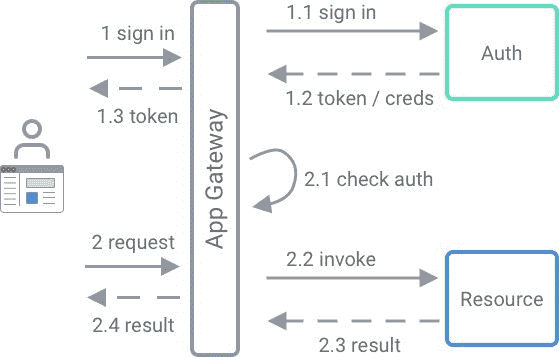 1 sign in
1.1 sign in
Auth
1.2 token / creds
1.3 token
App Gateway
2.1 check auth
2 request
2.2 invoke
Resource
2.4 result
2.3 result